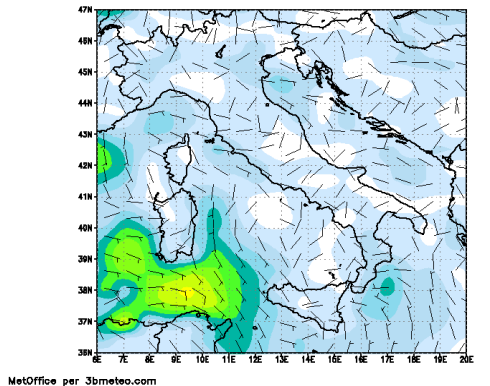 47N
46N
45N
44N
43N
42N
41N
40N
39N
38N
37N
36N
6E 7E 8E 9E 10E 11E 12E 13E 14E 15E 16E 17E 18E 19E 20E
MetOffice per 3bmeteo.com